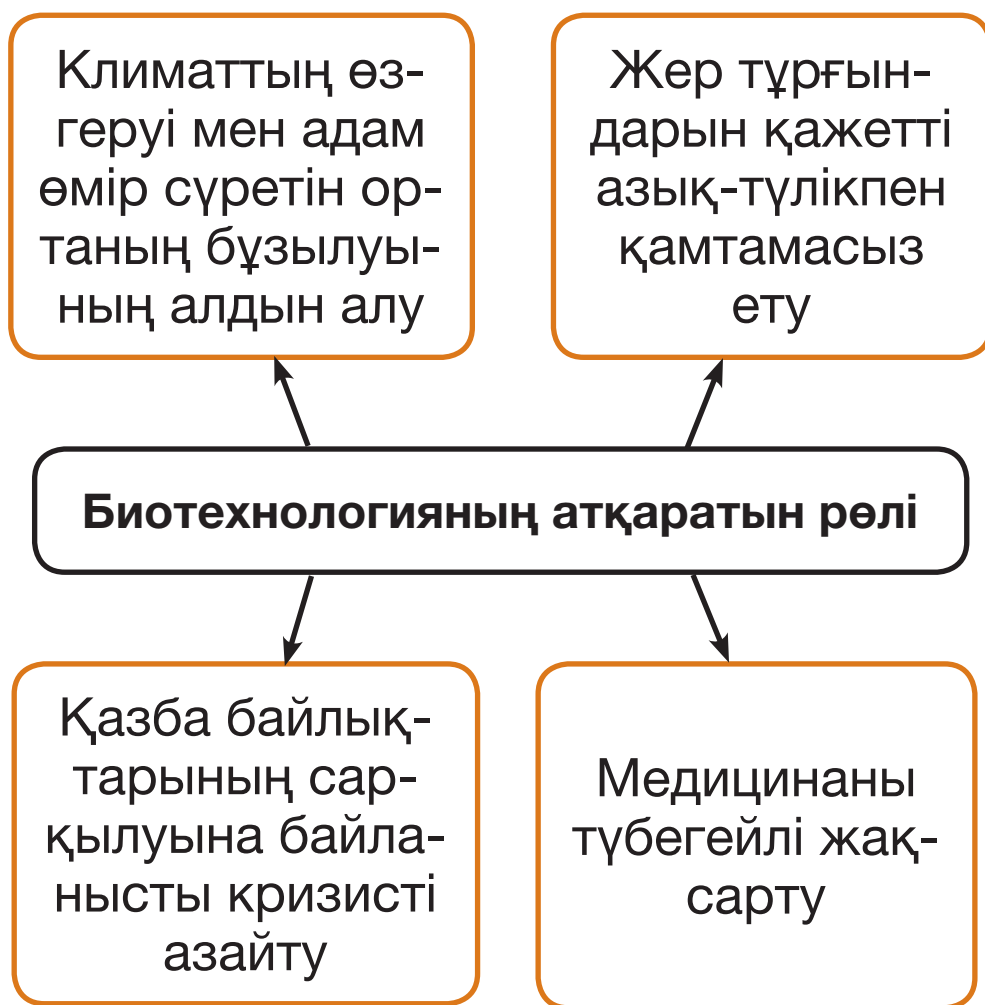 Климаттың өз-
геруі мен адам
өмір сүретін ор-
таның бұзылуы-
ның алдын алу
Жер тұрғын-
дарын қажетті
азық-түлікпен
қамтамасыз
ету
Биотехнологияның атқаратын рөлі
Қазба байлық-
тарының сар-
қылуына байла-
нысты кризисті
азайту
Медицинаны
түбегейлі жақ-
сарту